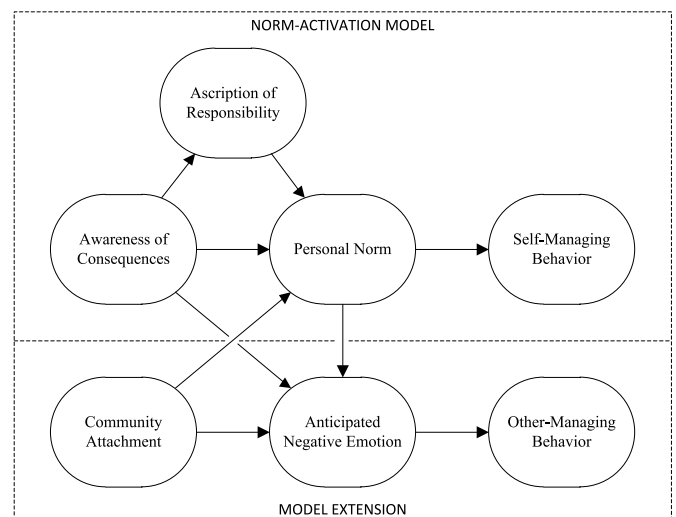 NORM-ACTIVATION MODEL
Ascription of
Responsibility
Awareness of
Consequences
Personal Norm
Self-Managing
Behavior
Community
Attachment
Anticipated
Negative Emotion
Other-Managing
Behavior
MODEL EXTENSION